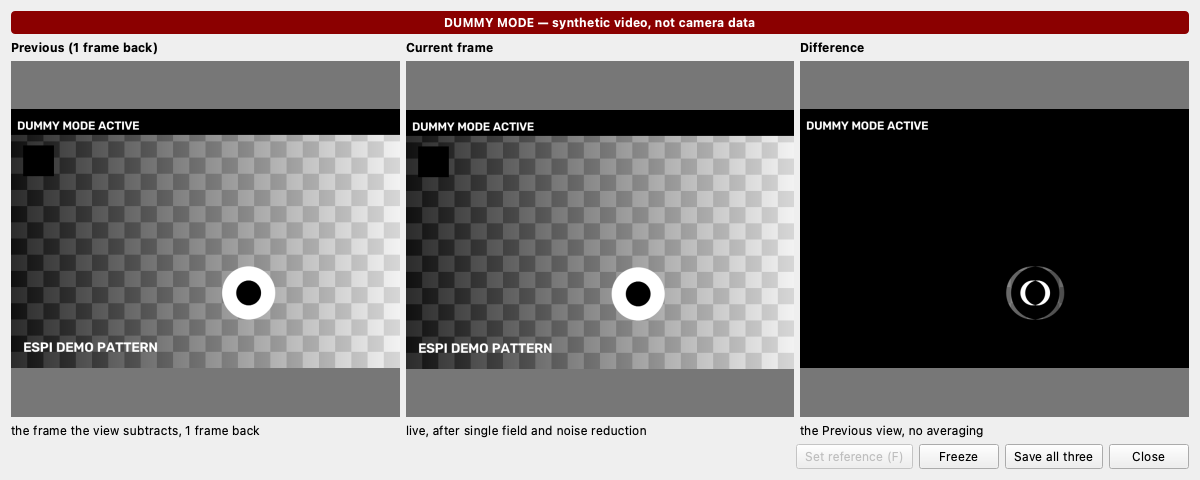 DUMMY MODE — synthetic video, not camera data
Previous (1 frame back)
Current frame
Difference
DUMMY MODE ACTIVE
DUMMY MODE ACTIVE
DUMMY MODE ACTIVE
ESPI DEMO PATTERN
ESPI DEMO PATTERN
the frame the view subtracts, 1 frame back
live, after single field and noise reduction
the Previous view, no averaging
Set reference (F)
Freeze
Save all three
Close